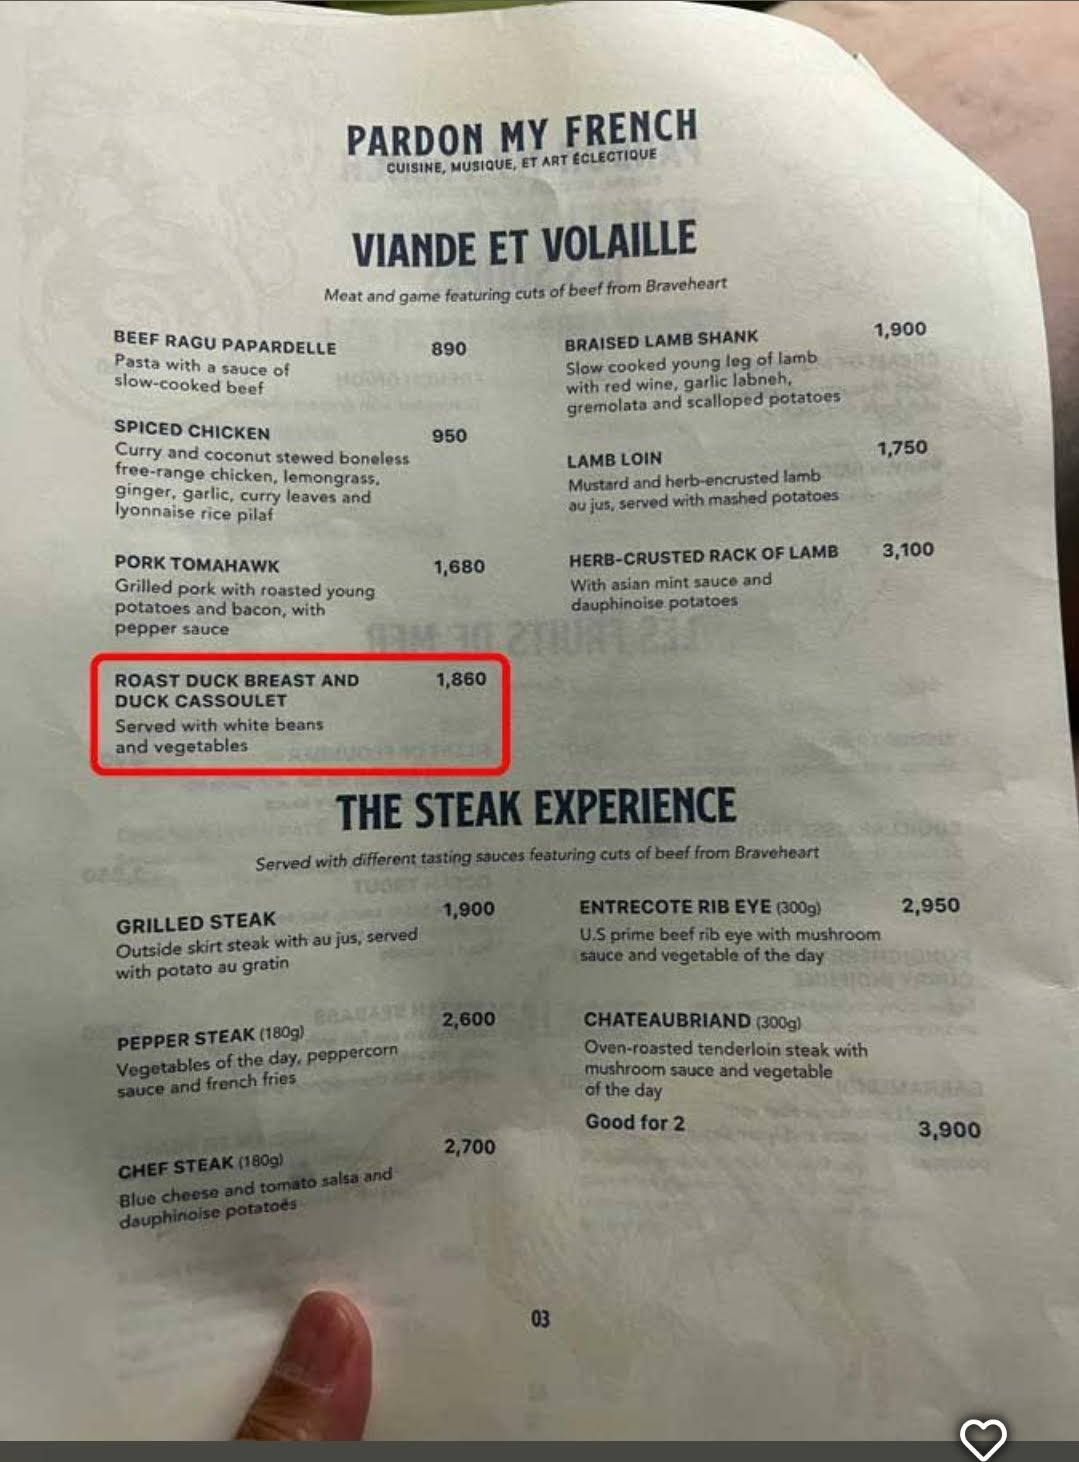 PARDON MY FRENCH
CUISINE, MUSIQUE, ET ART ÉCLECTIQUE
VIANDE ET VOLAILLE
Meat and game featuring cuts of beef from Braveheart
BEEF RAGU PAPARDELLE 890
Pasta with a sauce of
slow-cooked beef
SPICED CHICKEN 950
Curry and coconut stewed boneless
free-range chicken, lemongrass,
ginger, garlic, curry leaves and
lyonnaise rice pilaf
PORK TOMAHAWK 1,680
Grilled pork with roasted young
potatoes and bacon, with
pepper sauce
ROAST DUCK BREAST AND 1,860
DUCK CASSOULET
Served with white beans
and vegetables
BRAISED LAMB SHANK 1,900
Slow cooked young leg of lamb
with red wine, garlic labneh,
gremolata and scalloped potatoes
LAMB LOIN 1,750
Mustard and herb-encrusted lamb
au jus, served with mashed potatoes
HERB-CRUSTED RACK OF LAMB 3,100
With asian mint sauce and
dauphinoise potatoes
THE STEAK EXPERIENCE
Served with different tasting sauces featuring cuts of beef from Braveheart
GRILLED STEAK 1,900
Outside skirt steak with au jus, served
with potato au gratin
PEPPER STEAK (180g) 2,600
Vegetables of the day, peppercorn
sauce and french fries
CHEF STEAK (180g) 2,700
Blue cheese and tomato salsa and
dauphinoise potatoes
ENTRECOTE RIB EYE (300g) 2,950
U.S prime beef rib eye with mushroom
sauce and vegetable of the day
CHATEAUBRIAND (300g)
Oven-roasted tenderloin steak with
mushroom sauce and vegetable
of the day
Good for 2 3,900
03